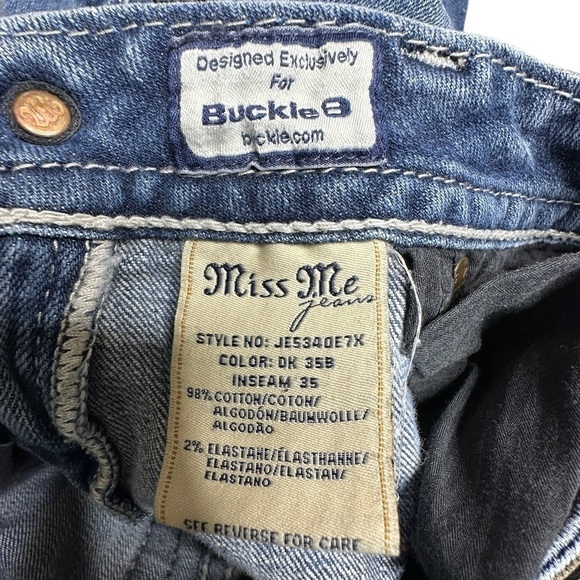 Designed Exclusively
For
Buckle B
buckle.com
Miss Me
jeans
STYLE NO: JE5340E7X
COLOR: DK 35B
INSEAM 35
98% COTTON/COTON/
ALGODÓN/BAUMWOLLE/
ALGODÃO
2% ELASTANE/ÉLASTHANNE/
ELASTANO/ELASTAN/
ELASTANO
SEE REVERSE FOR CARE